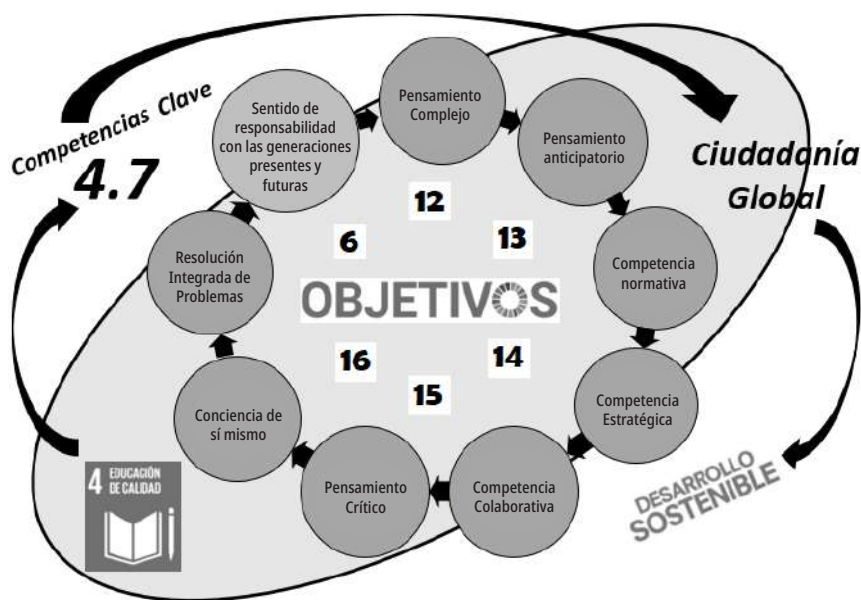 Competencias Clave
4.7
Sentido de
responsabilidad
con las generaciones
presentes y
futuras
Pensamiento
Complejo
Pensamiento
anticipatorio
Ciudadanía
Global
Competencia
normativa
Competencia
Estratégica
Competencia
Colaborativa
Pensamiento
Crítico
Conciencia de
sí mismo
Resolución
Integrada de
Problemas
12
6
13
OBJETIVOS
16
14
15
4 EDUCACIÓN
DE CALIDAD
DESARROLLO
SOSTENIBLE